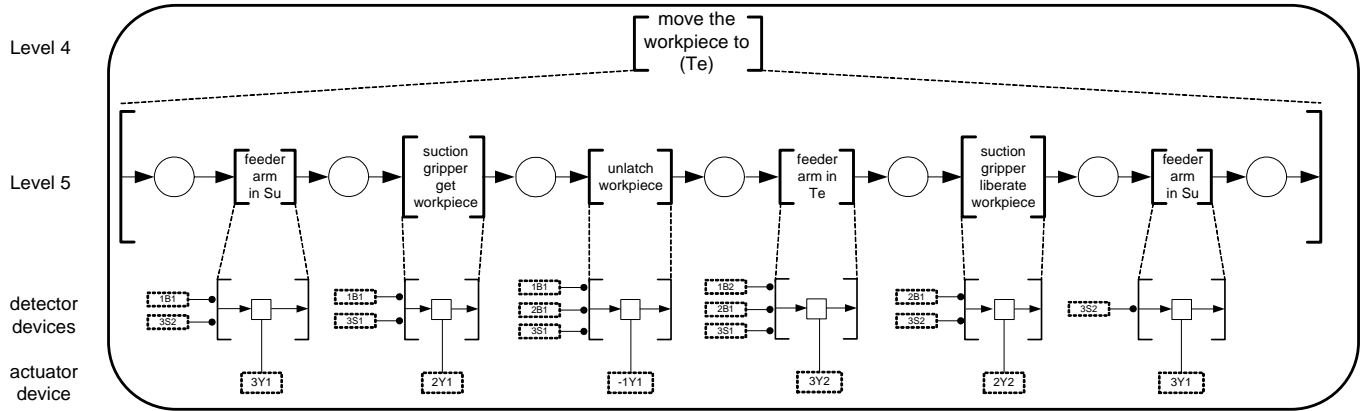 Level 4
move the
workpiece to
(Te)
Level 5
feeder
arm
in Su
suction
gripper
get
workpiece
unlatch
workpiece
feeder
arm in
Te
suction
gripper
liberate
workpiece
feeder
arm
in Su
detector
devices
1B1
3S2
1B1
3S1
1B1
2B1
3S1
1B2
2B1
3S1
2B1
3S2
3S2
actuator
device
3Y1
2Y1
-1Y1
3Y2
2Y2
3Y1